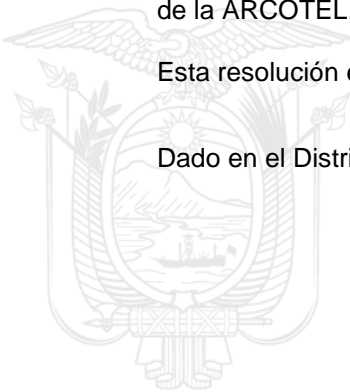 de la ARCOTEL
Esta resolución
Dado en el Distri